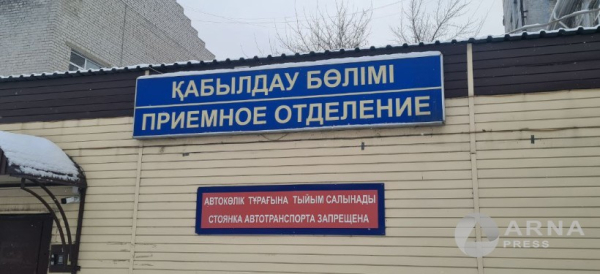 ҚАБЫЛДАУ БӨЛІМІ
ПРИЕМНОЕ ОТДЕЛЕНИЕ
АВТОКӨЛІК ТҰРАҒЫНА ТЫЙЫМ САЛЫНАДЫ
СТОЯНКА АВТОТРАНСПОРТА ЗАПРЕЩЕНА
ARNA
PRESS